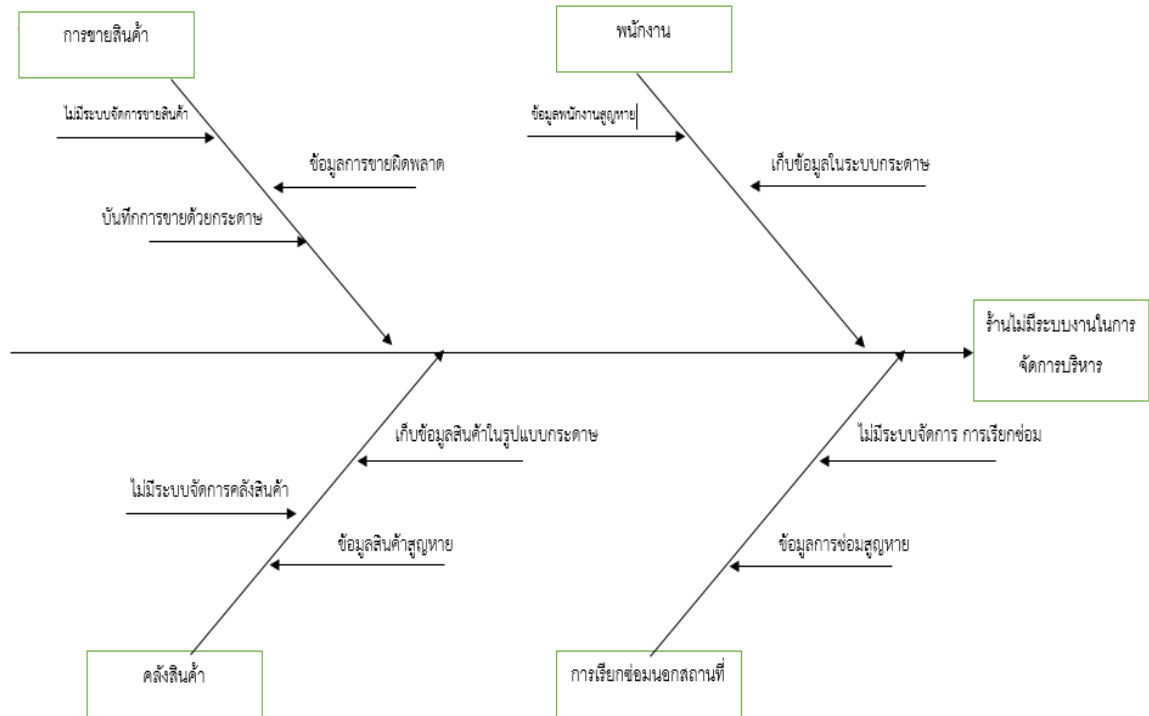 การขายสินค้า
พนักงาน
ไม่มีระบบจัดการขายสินค้า
ข้อมูลพนักงานสูญหาย
ข้อมูลการขายผิดพลาด
เก็บข้อมูลในระบบกระดาษ
บันทึกการขายด้วยกระดาษ
ร้านไม่มีระบบงานในการ
จัดการบริหาร
เก็บข้อมูลสินค้าในรูปแบบกระดาษ
ไม่มีระบบจัดการ การเรียกซ่อม
ไม่มีระบบจัดการคลังสินค้า
ข้อมูลสินค้าสูญหาย
ข้อมูลการซ่อมสูญหาย
คลังสินค้า
การเรียกซ่อมนอกสถานที่